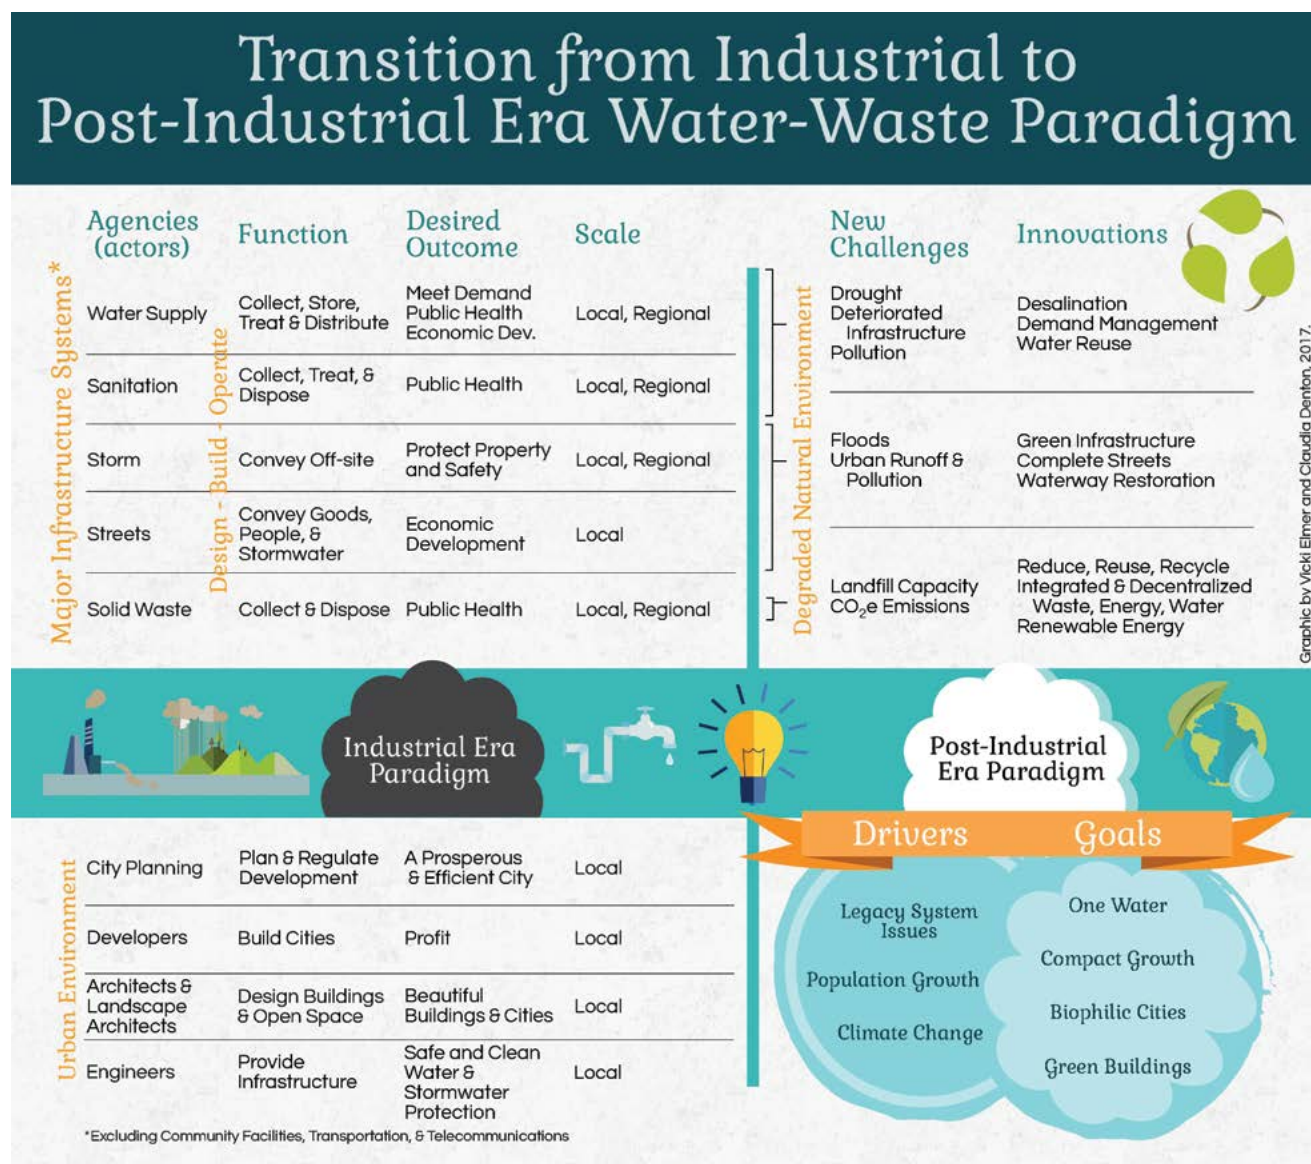 Transition from Industrial to
Post-Industrial Era Water-Waste Paradigm
Agencies
(actors)
Function
Desired
Outcome
Scale
Major Infrastructure Systems*
Design - Build - Operate
Water Supply
Collect, Store,
Treat & Distribute
Meet Demand
Public Health
Economic Dev.
Local, Regional
Sanitation
Collect, Treat, &
Dispose
Public Health
Local, Regional
Storm
Convey Off-site
Protect Property
and Safety
Local, Regional
Streets
Convey Goods,
People, &
Stormwater
Economic
Development
Local
Solid Waste
Collect & Dispose
Public Health
Local, Regional
New
Challenges
Innovations
Degraded Natural Environment
Drought
Deteriorated
Infrastructure
Pollution
Desalination
Demand Management
Water Reuse
Floods
Urban Runoff &
Pollution
Green Infrastructure
Complete Streets
Waterway Restoration
Landfill Capacity
CO₂e Emissions
Reduce, Reuse, Recycle
Integrated & Decentralized
Waste, Energy, Water
Renewable Energy
Graphic by Vicki Elmer and Claudia Denton, 2017.
Industrial Era
Paradigm
Post-Industrial
Era Paradigm
Urban Environment
City Planning
Plan & Regulate
Development
A Prosperous
& Efficient City
Local
Developers
Build Cities
Profit
Local
Architects &
Landscape
Architects
Design Buildings
& Open Space
Beautiful
Buildings & Cities
Local
Engineers
Provide
Infrastructure
Safe and Clean
Water &
Stormwater
Protection
Local
*Excluding Community Facilities, Transportation, & Telecommunications
Drivers
Legacy System
Issues
Population Growth
Climate Change
Goals
One Water
Compact Growth
Biophilic Cities
Green Buildings